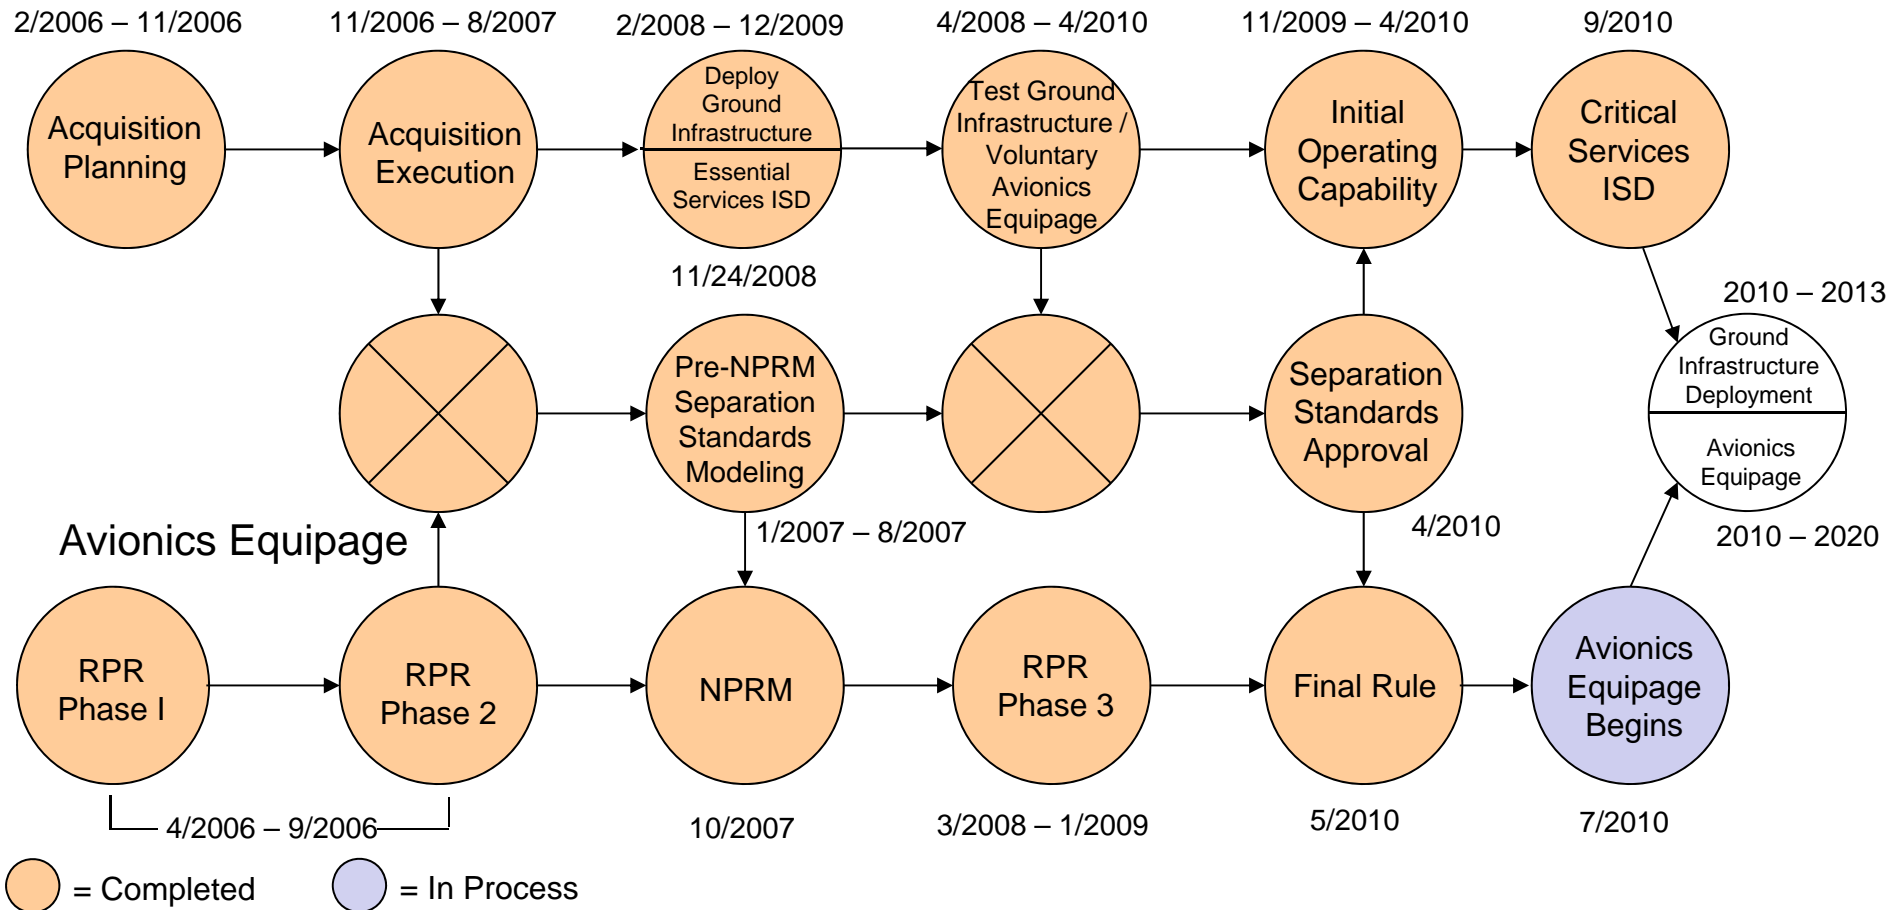 2/2006 – 11/2006
11/2006 – 8/2007
2/2008 – 12/2009
4/2008 – 4/2010
11/2009 – 4/2010
9/2010
Acquisition
Planning
Acquisition
Execution
Deploy
Ground
Infrastructure
Essential
Services ISD
Test Ground
Infrastructure /
Voluntary
Avionics
Equipage
Initial
Operating
Capability
Critical
Services
ISD
11/24/2008
2010 – 2013
Pre-NPRM
Separation
Standards
Modeling
Separation
Standards
Approval
Ground
Infrastructure
Deployment
Avionics
Equipage
1/2007 – 8/2007
4/2010
2010 – 2020
Avionics Equipage
RPR
Phase I
RPR
Phase 2
NPRM
RPR
Phase 3
Final Rule
Avionics
Equipage
Begins
4/2006 – 9/2006
10/2007
3/2008 – 1/2009
5/2010
7/2010
= Completed
= In Process